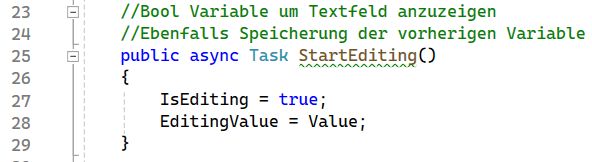 23 //Bool Variable um Textfeld anzuzeigen
24 //Ebenfalls Speicherung der vorherigen Variable
25 public async Task StartEditing()
26 {
27 IsEditing = true;
28 EditingValue = Value;
29 }